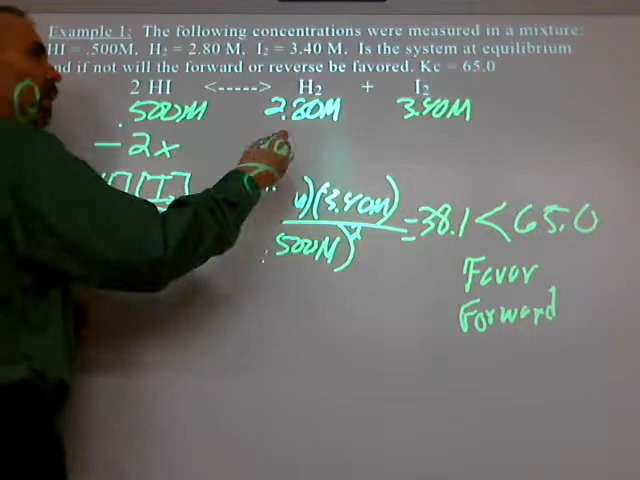 Example 1: The following concentrations were measured in a mixture:
HI = .500M, H₂ = 2.80 M, I₂ = 3.40 M. Is the system at equilibrium
nd if not will the forward or reverse be favored. Kc = 65.0
2 HI <-----> H₂ + I₂
.500M 2.80M 3.40M
- 2x
][I₂]
)(3.40M) = 38.1 < 65.0
.500M)²
Favor
Forward